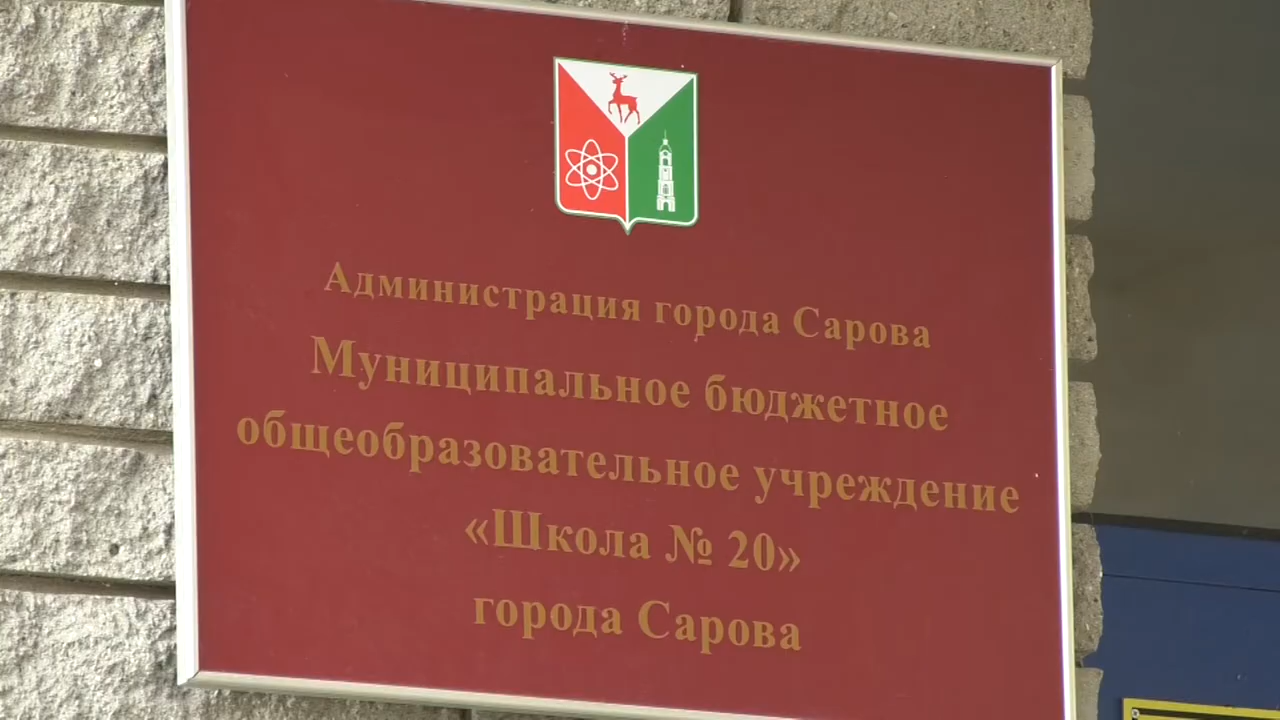 Администрация города Сарова
Муниципальное бюджетное
общеобразовательное учреждение
«Школа № 20»
города Сарова